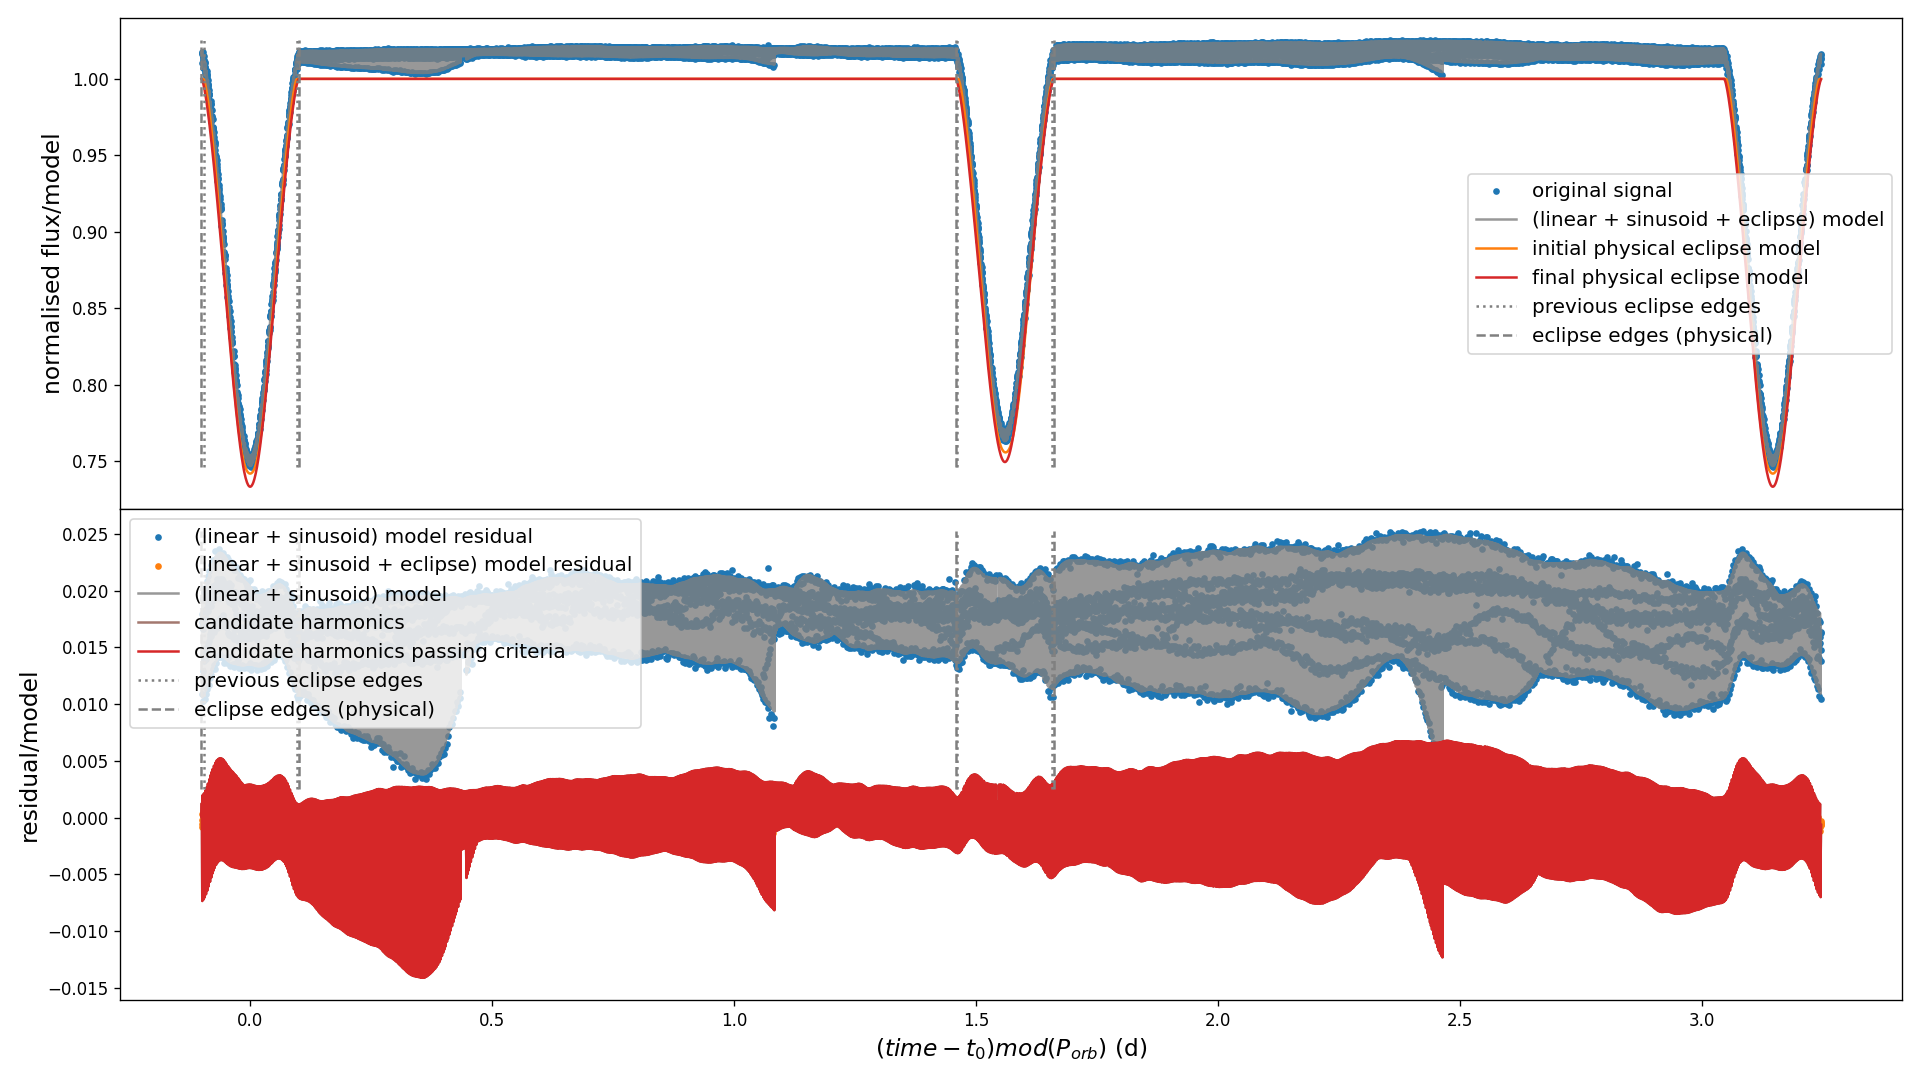 normalised flux/model
1.00
0.95
0.90
0.85
0.80
0.75
original signal
(linear + sinusoid + eclipse) model
initial physical eclipse model
final physical eclipse model
previous eclipse edges
eclipse edges (physical)
residual/model
0.025
0.020
0.015
0.010
0.005
0.000
−0.005
−0.010
−0.015
(linear + sinusoid) model residual
(linear + sinusoid + eclipse) model residual
(linear + sinusoid) model
candidate harmonics
candidate harmonics passing criteria
previous eclipse edges
eclipse edges (physical)
0.0 0.5 1.0 1.5 2.0 2.5 3.0
(time − t₀)mod(P_orb) (d)